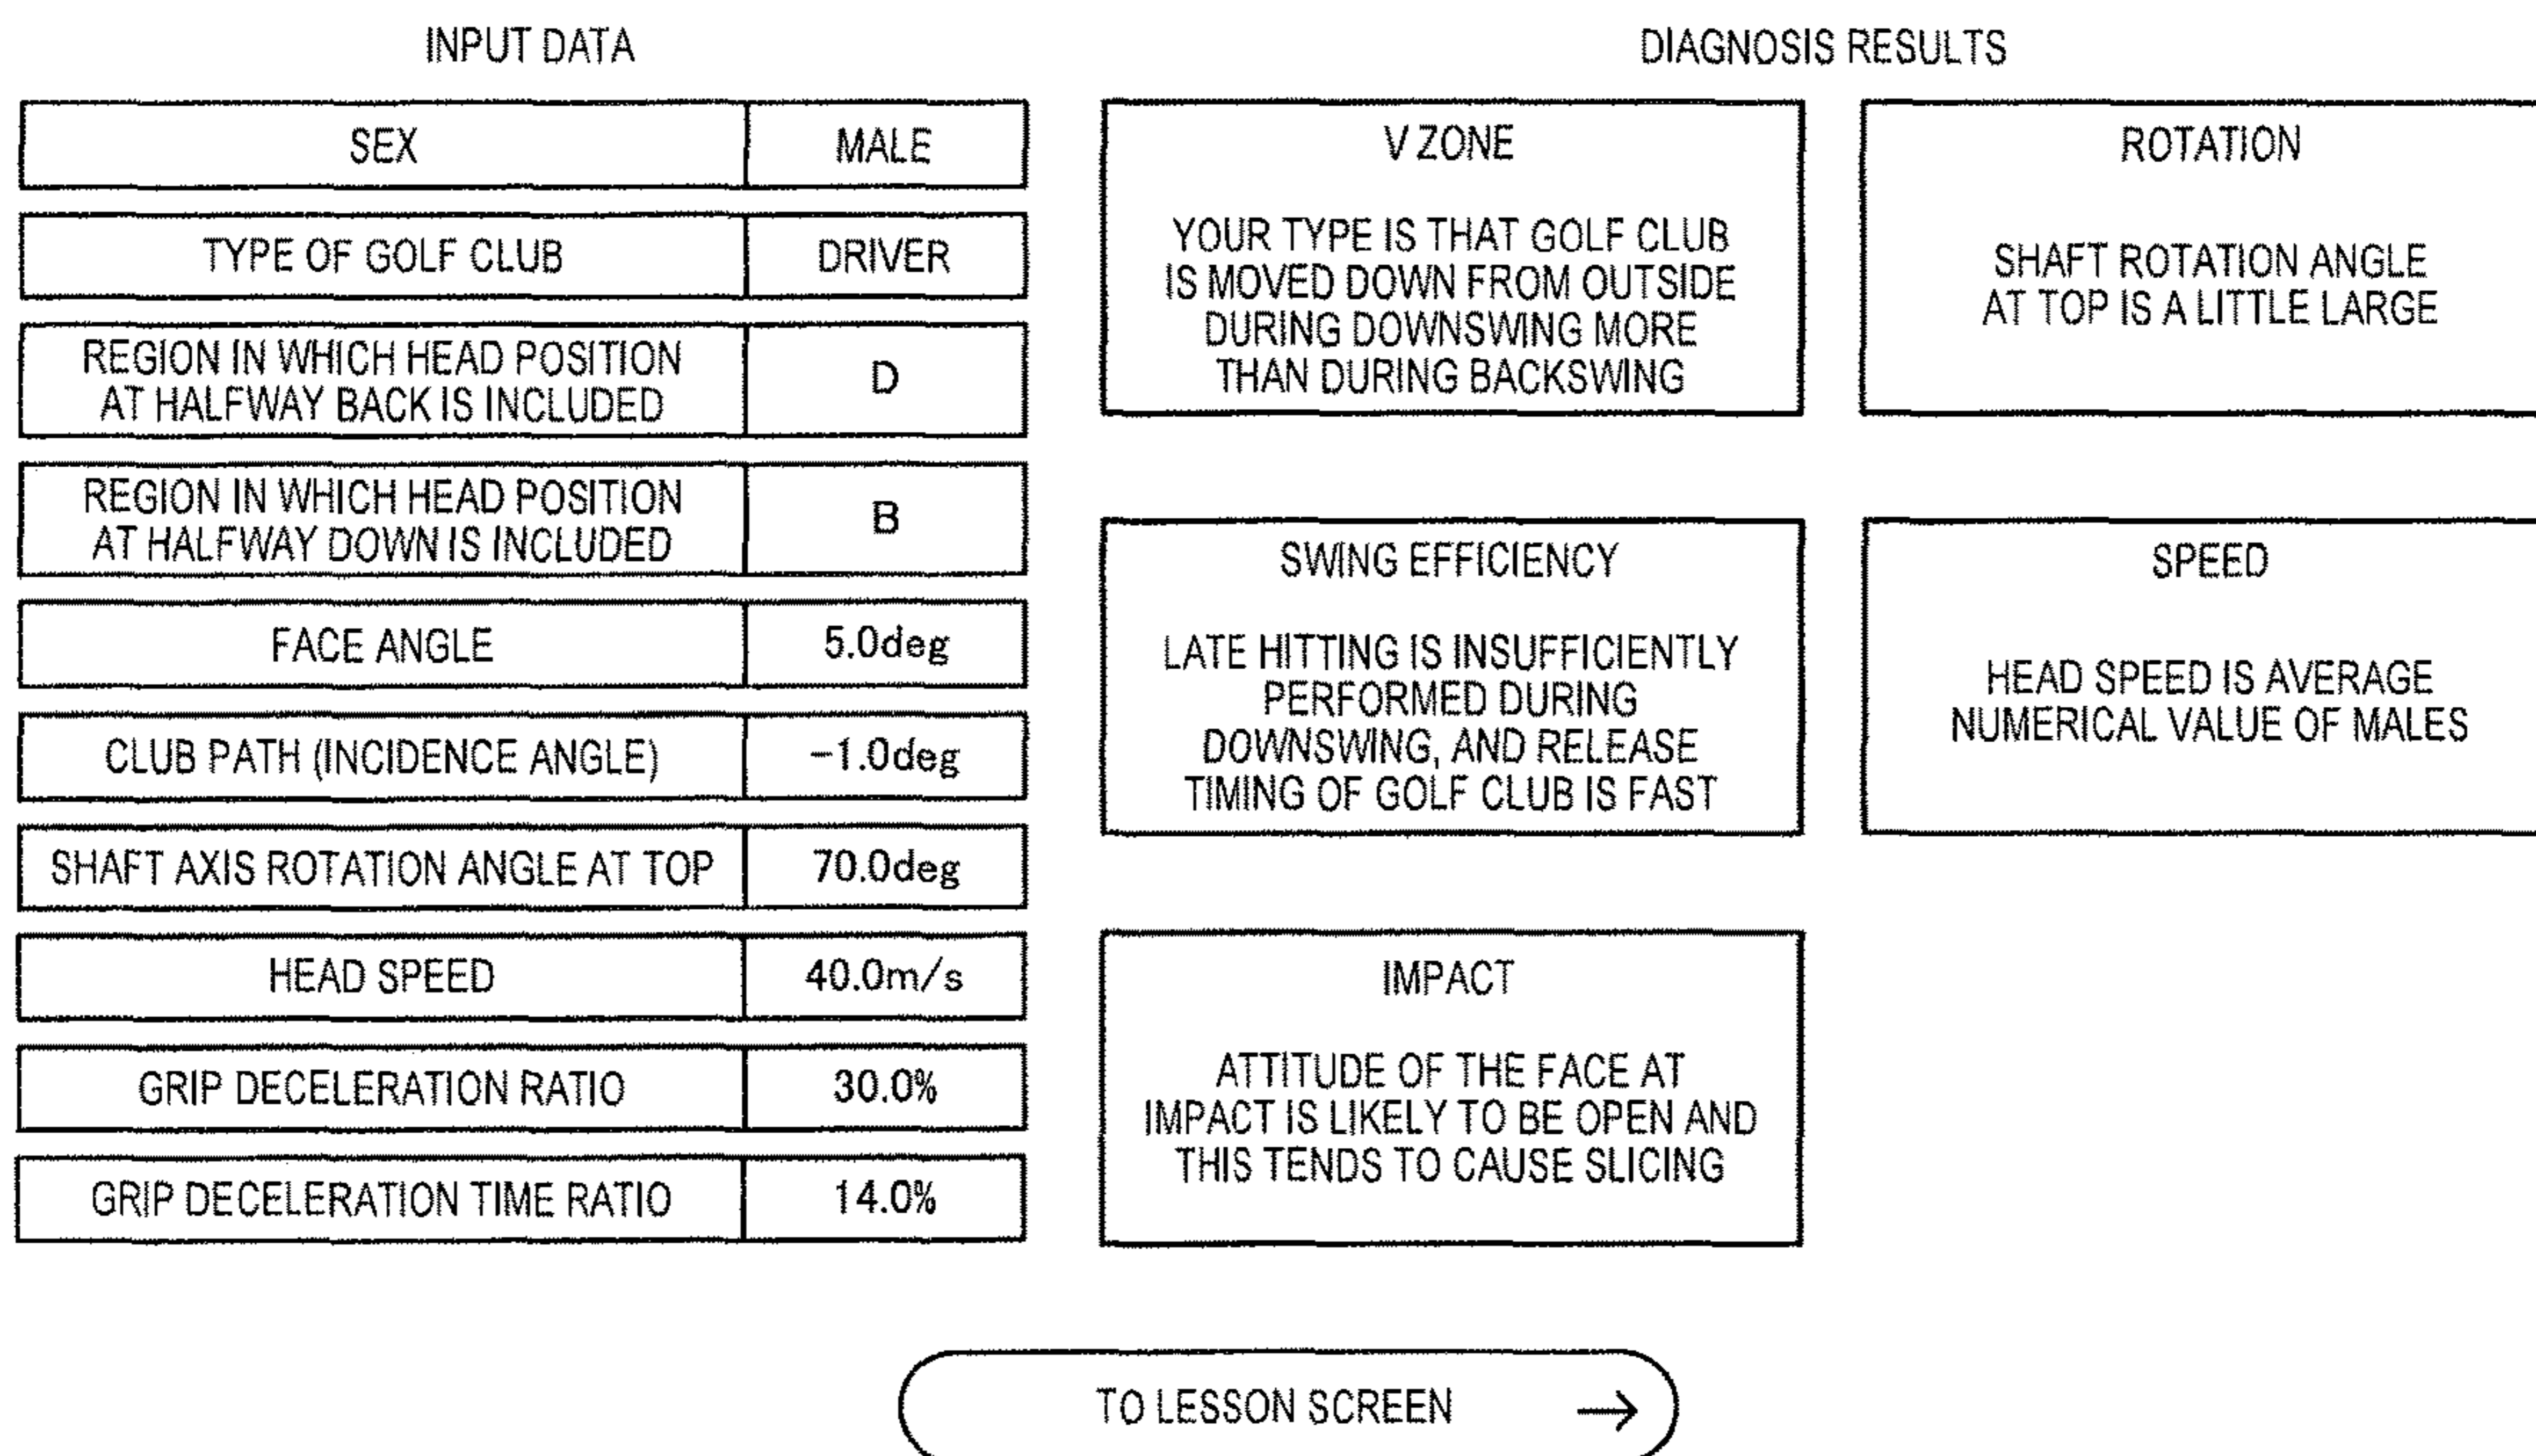 INPUT DATA
SEX MALE
TYPE OF GOLF CLUB DRIVER
REGION IN WHICH HEAD POSITION
AT HALFWAY BACK IS INCLUDED
D
REGION IN WHICH HEAD POSITION
AT HALFWAY DOWN IS INCLUDED
B
FACE ANGLE 5.0deg
CLUB PATH (INCIDENCE ANGLE) -1.0deg
SHAFT AXIS ROTATION ANGLE AT TOP 70.0deg
HEAD SPEED 40.0m/s
GRIP DECELERATION RATIO 30.0%
GRIP DECELERATION TIME RATIO 14.0%
DIAGNOSIS RESULTS
V ZONE
YOUR TYPE IS THAT GOLF CLUB
IS MOVED DOWN FROM OUTSIDE
DURING DOWNSWING MORE
THAN DURING BACKSWING
ROTATION
SHAFT ROTATION ANGLE
AT TOP IS A LITTLE LARGE
SWING EFFICIENCY
LATE HITTING IS INSUFFICIENTLY
PERFORMED DURING
DOWNSWING, AND RELEASE
TIMING OF GOLF CLUB IS FAST
SPEED
HEAD SPEED IS AVERAGE
NUMERICAL VALUE OF MALES
IMPACT
ATTITUDE OF THE FACE AT
IMPACT IS LIKELY TO BE OPEN AND
THIS TENDS TO CAUSE SLICING
TO LESSON SCREEN →